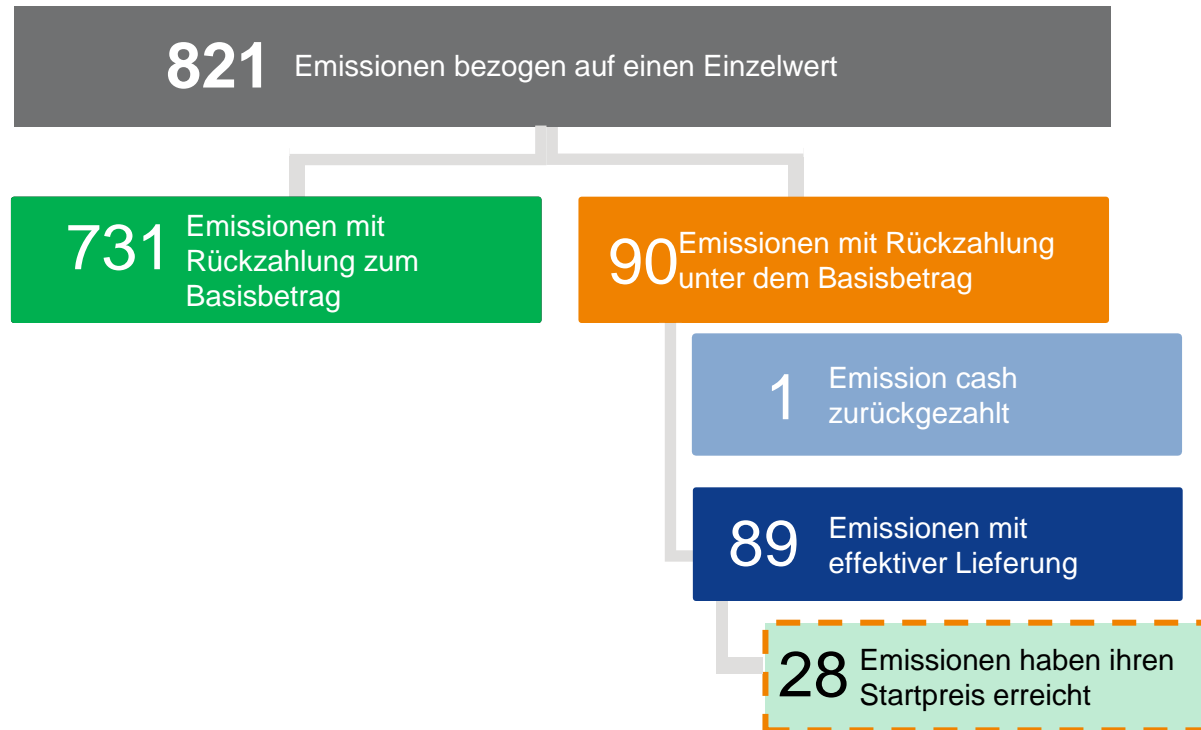 821 Emissionen bezogen auf einen Einzelwert
731 Emissionen mit
Rückzahlung zum
Basisbetrag
90 Emissionen mit Rückzahlung
unter dem Basisbetrag
1 Emission cash
zurückgezahlt
89 Emissionen mit
effektiver Lieferung
28 Emissionen haben ihren
Startpreis erreicht